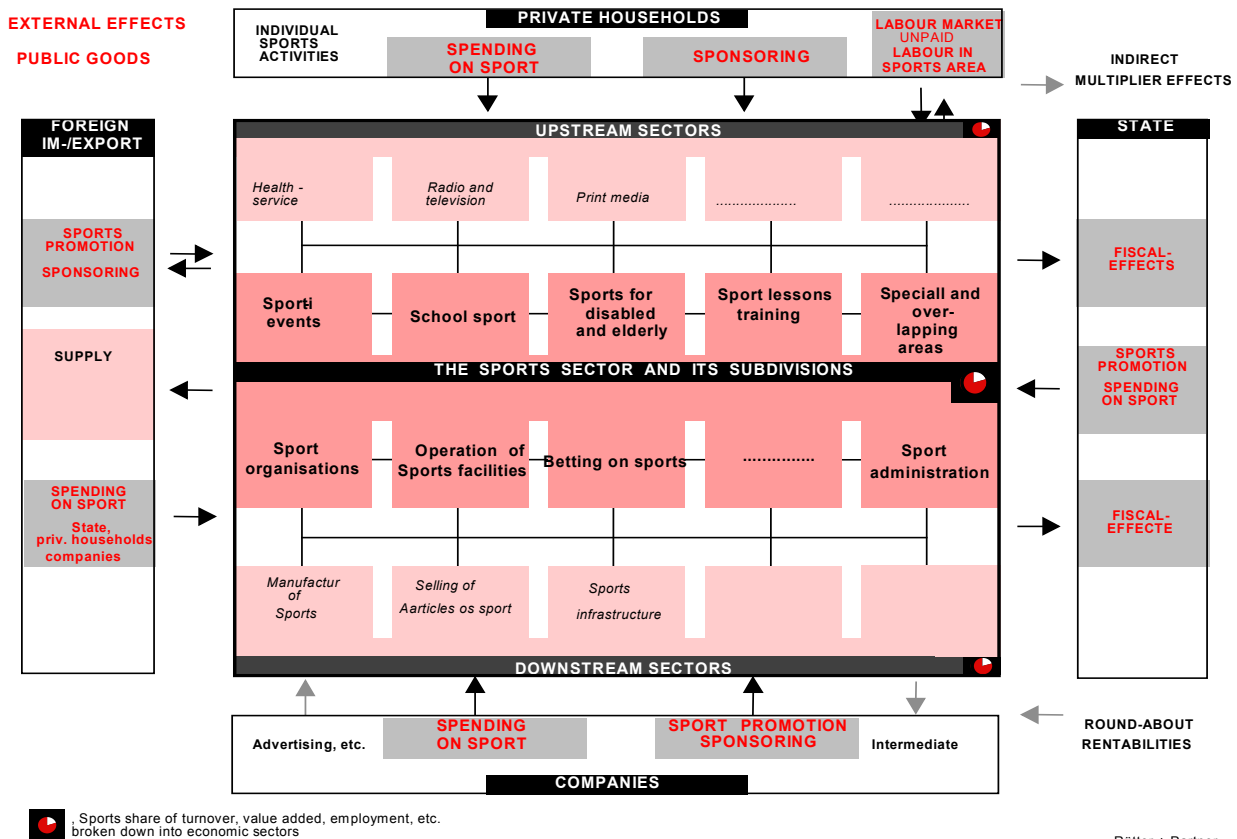 EXTERNAL EFFECTS
PUBLIC GOODS
PRIVATE HOUSEHOLDS
INDIVIDUAL
SPORTS
ACTIVITIES
SPENDING
ON SPORT
SPONSORING
LABOUR MARKET
UNPAID
LABOUR IN
SPORTS AREA
INDIRECT
MULTIPLIER EFFECTS
FOREIGN
IM-/EXPORT
SPORTS
PROMOTION
SPONSORING
SUPPLY
SPENDING
ON SPORT
State,
priv. households
companies
UPSTREAM SECTORS
Health -
service
Radio and
television
Print media
.....................
.....................
Sporti
events
School sport
Sports for
disabled
and elderly
Sport lessons
training
Speciall and
over-
lapping
areas
THE SPORTS SECTOR AND ITS SUBDIVISIONS
Sport
organisations
Operation of
Sports facilities
Betting on sports
...............
Sport
administration
Manufactur
of
Sports
Selling of
Aarticles os sport
Sports
infrastructure
DOWNSTREAM SECTORS
STATE
FISCAL-
EFFECTS
SPORTS
PROMOTION
SPENDING
ON SPORT
FISCAL-
EFFECTE
Advertising, etc.
SPENDING
ON SPORT
SPORT PROMOTION
SPONSORING
Intermediate
COMPANIES
ROUND-ABOUT
RENTABILITIES
, Sports share of turnover, value added, employment, etc.
broken down into economic sectors